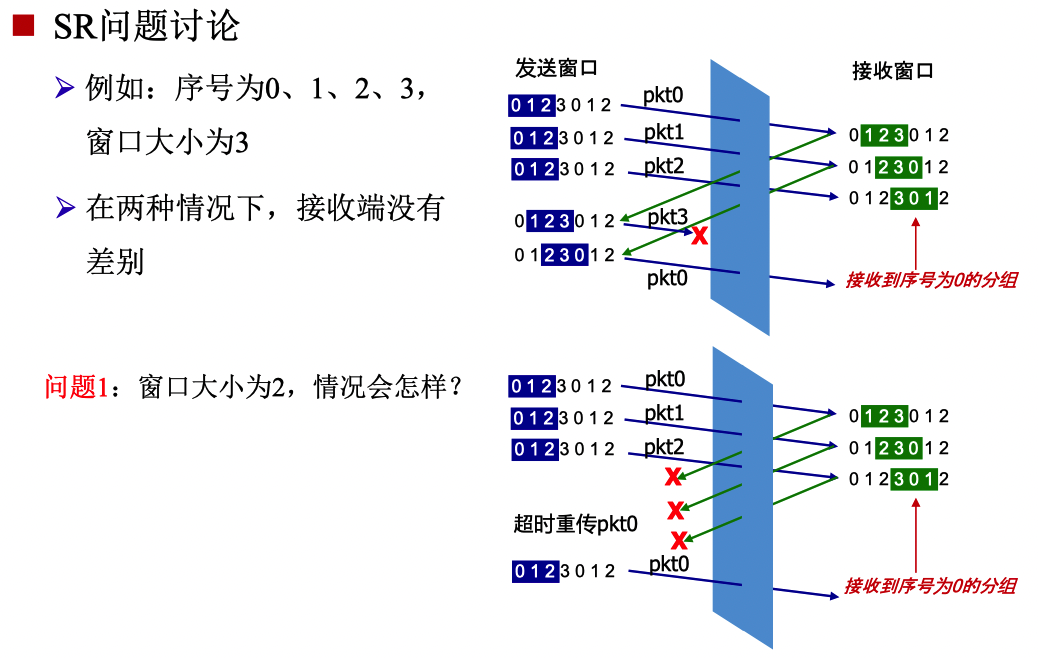 SR问题讨论
例如：序号为0、1、2、3，
窗口大小为3
在两种情况下，接收端没有
差别
问题1：窗口大小为2，情况会怎样？
发送窗口
接收窗口
0 1 2 3 0 1 2
pkt0
0 1 2 3 0 1 2
0 1 2 3 0 1 2
pkt1
0 1 2 3 0 1 2
0 1 2 3 0 1 2
pkt2
0 1 2 3 0 1 2
0 1 2 3 0 1 2
pkt3
X
0 1 2 3 0 1 2
pkt0
接收到序号为0的分组
0 1 2 3 0 1 2
pkt0
0 1 2 3 0 1 2
0 1 2 3 0 1 2
pkt1
0 1 2 3 0 1 2
0 1 2 3 0 1 2
pkt2
0 1 2 3 0 1 2
X
X
超时重传pkt0
X
0 1 2 3 0 1 2
pkt0
接收到序号为0的分组